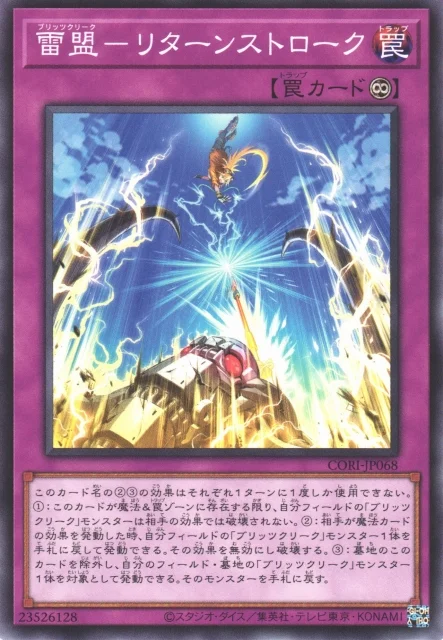 ブリッツクリーク
雷盟－リターンストローク
トラップ
罠
トラップ
【罠カード】
CORI-JP068
このカード名の②③の効果はそれぞれ1ターンに1度しか使用できない。
①：このカードが魔法&罠ゾーンに存在する限り、自分フィールドの「ブリッツ
クリーク」モンスターは相手の効果では破壊されない。②：相手が魔法カード
の効果を発動した時、自分フィールドの「ブリッツクリーク」モンスター1体を
手札に戻して発動できる。その効果を無効にし破壊する。③：墓地のこの
カードを除外し、自分のフィールド・墓地の「ブリッツクリーク」モンスター
1体を対象として発動できる。そのモンスターを手札に戻す。
23526128
©スタジオ・ダイス／集英社・テレビ東京・KONAMI